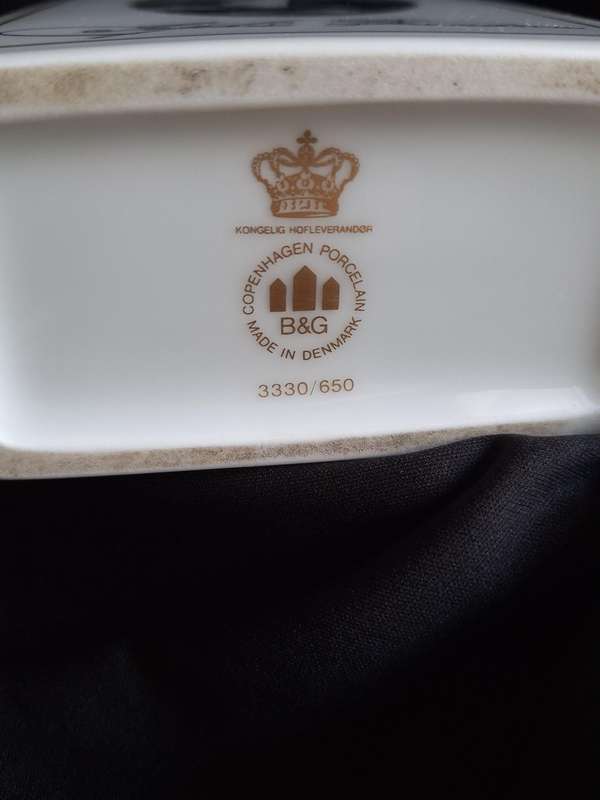 KONGELIG HOFLEVERANDØR
COPENHAGEN PORCELAIN
B&G
MADE IN DENMARK
3330/650